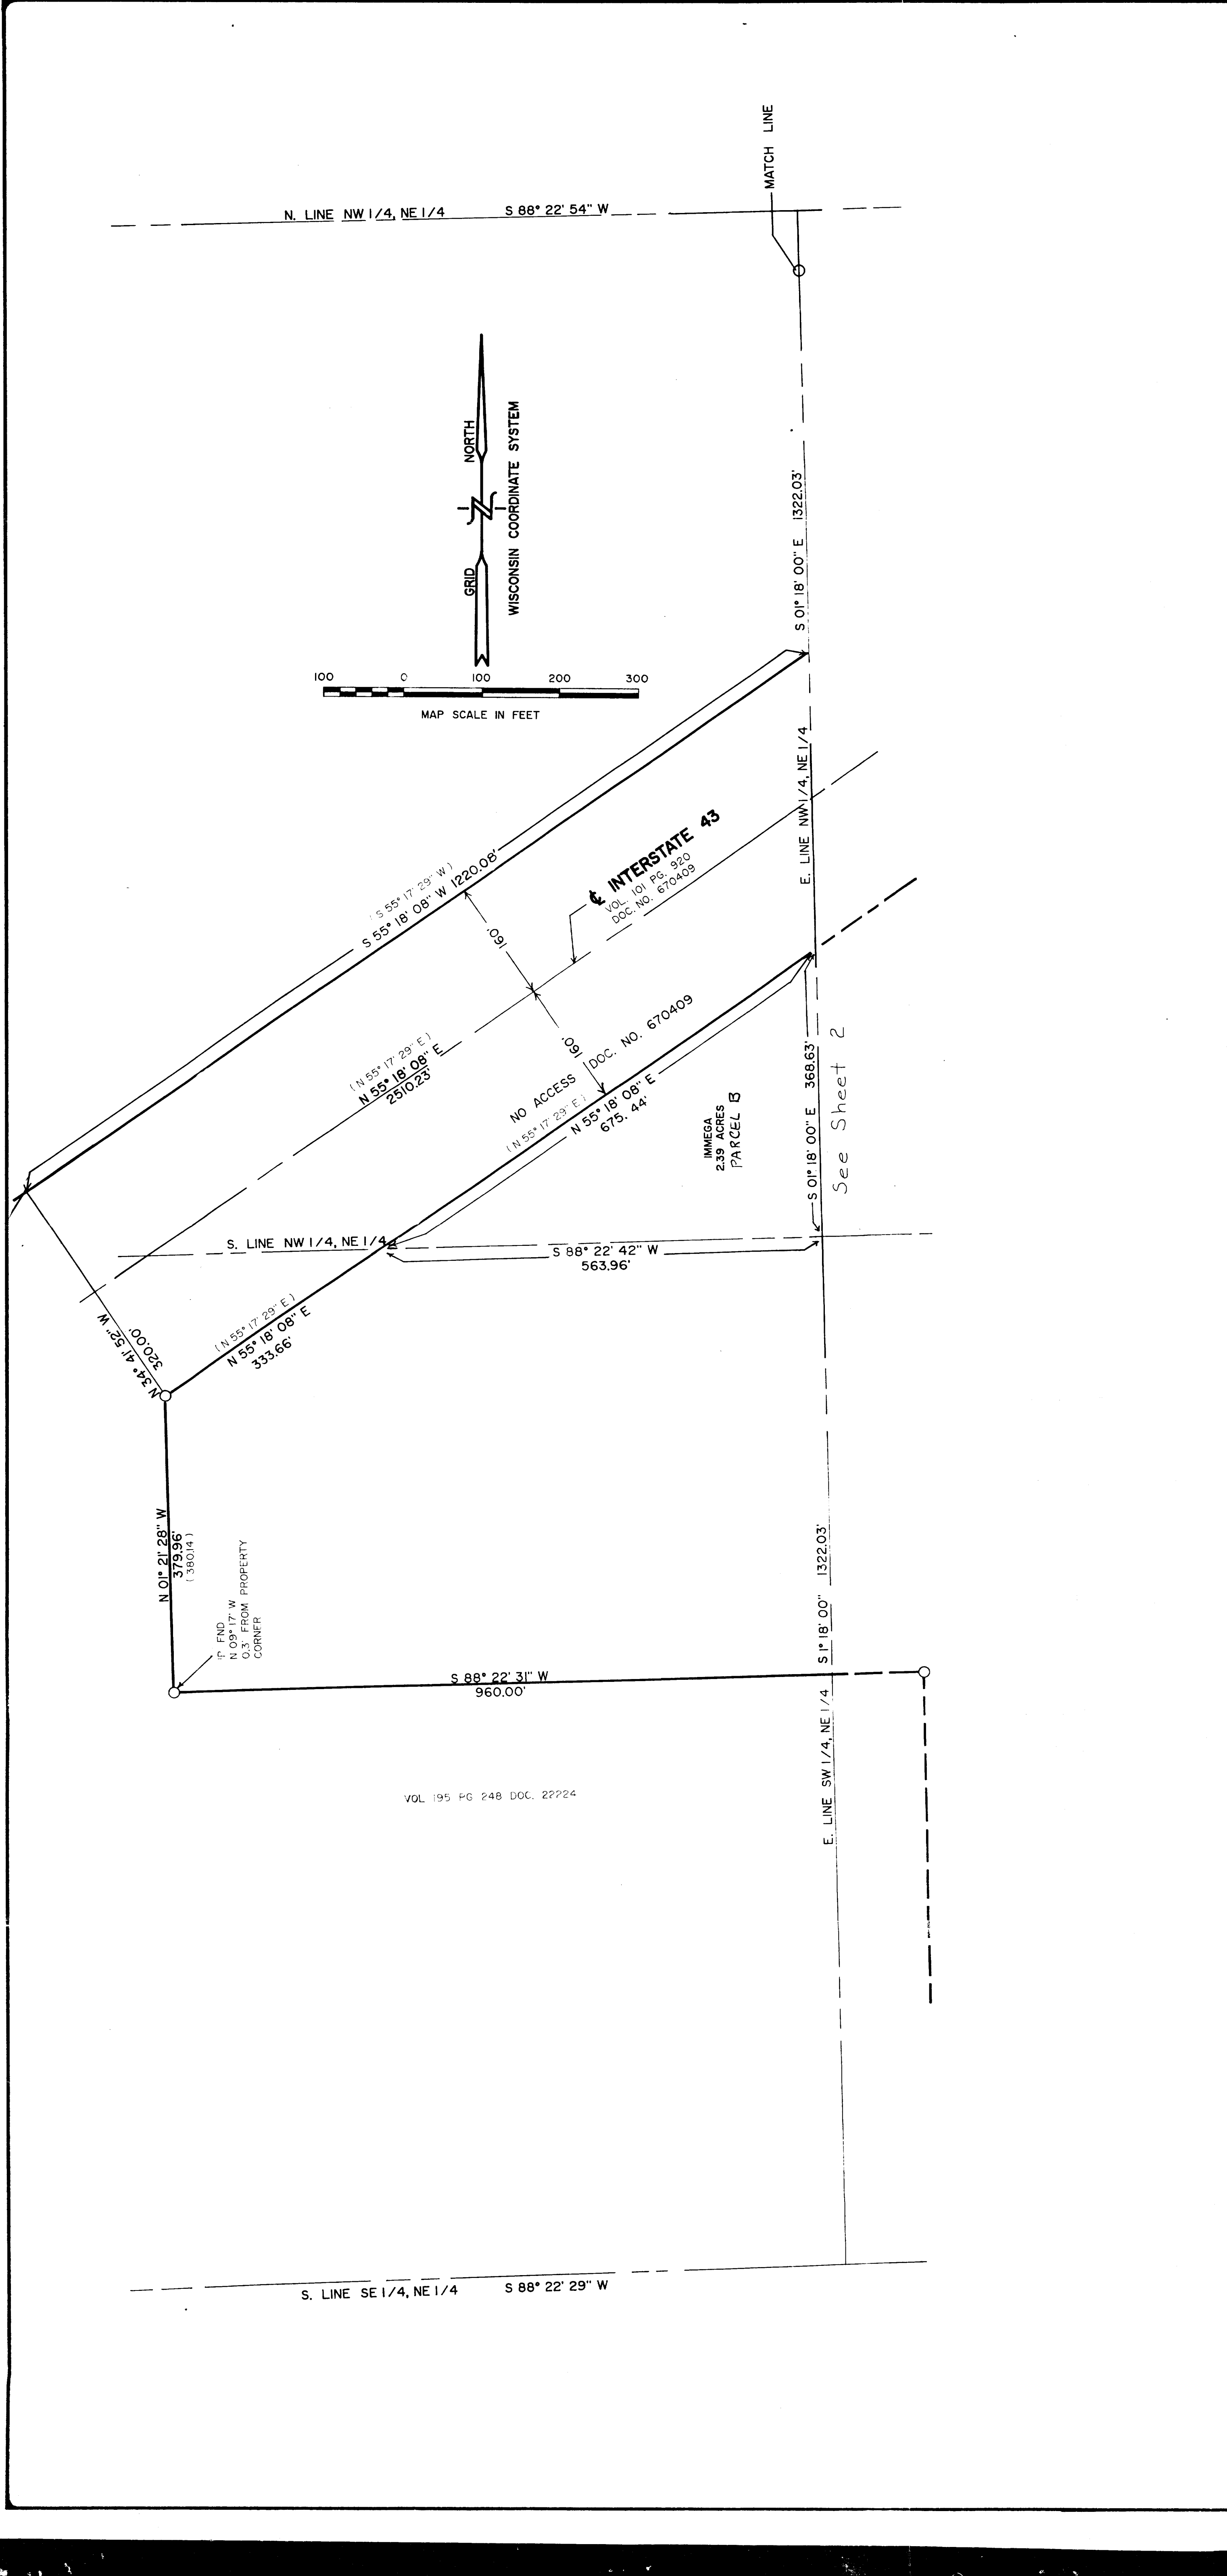 MATCH LINE
N. LINE NW 1/4, NE 1/4 S 88° 22' 54" W
GRID NORTH
WISCONSIN COORDINATE SYSTEM
100 0 100 200 300
MAP SCALE IN FEET
S 01° 18' 00" E 1322.03'
E. LINE NW 1/4, NE 1/4
( S 55° 17' 29" W )
S 55° 18' 08" W 1220.08'
℄ INTERSTATE 43
VOL. 101 PG. 920
DOC. NO. 670409
160'
160'
( N 55° 17' 29" E )
N 55° 18' 08" E
2510.23'
NO ACCESS DOC. NO. 670409
( N 55° 17' 29" E )
N 55° 18' 08" E
675.44'
IMMEGA
2.39 ACRES
PARCEL B
S 01° 18' 00" E 368.63'
See Sheet 2
S. LINE NW 1/4, NE 1/4
S 88° 22' 42" W
563.96'
( N 55° 17' 29" E )
N 55° 18' 08" E
333.66'
N 34° 41' 52" W
320.00'
N 01° 21' 28" W
379.96'
( 380.14 )
IP FND
N 09° 17' W
0.3' FROM PROPERTY
CORNER
S 1° 18' 00" 1322.03'
S 88° 22' 31" W
960.00'
E. LINE SW 1/4, NE 1/4
VOL 195 PG 248 DOC. 22224
S. LINE SE 1/4, NE 1/4 S 88° 22' 29" W